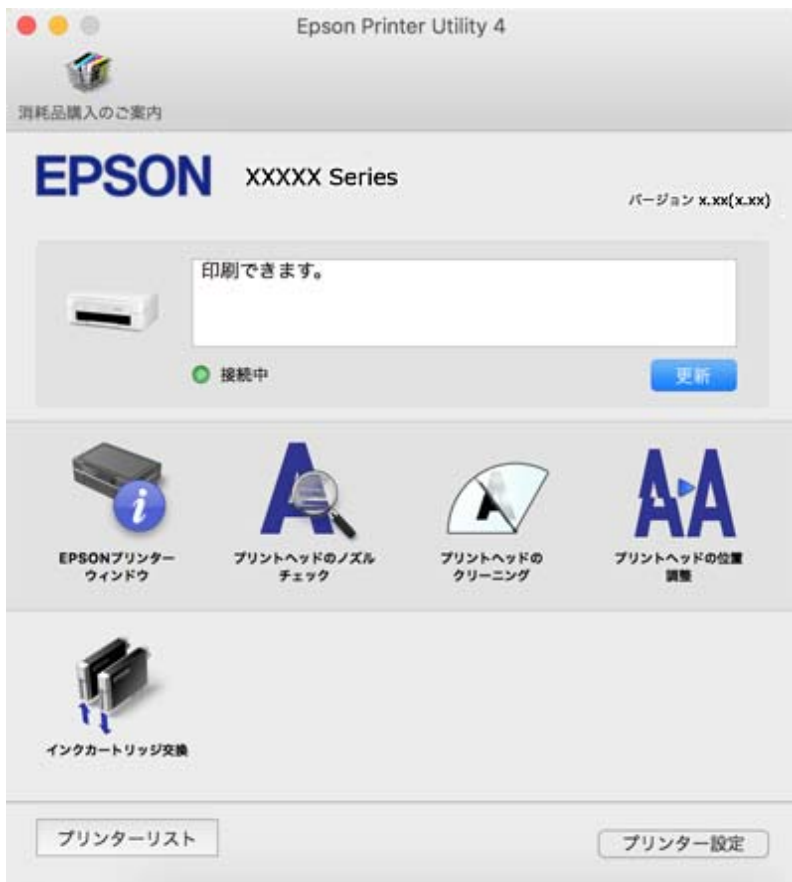 Epson Printer Utility 4
消耗品購入のご案内
EPSON XXXXX Series
バージョン x.xx(x.xx)
印刷できます。
接続中
更新
EPSONプリンター
ウィンドウ
プリントヘッドのノズル
チェック
プリントヘッドの
クリーニング
プリントヘッドの位置
調整
インクカートリッジ交換
プリンターリスト
プリンター設定